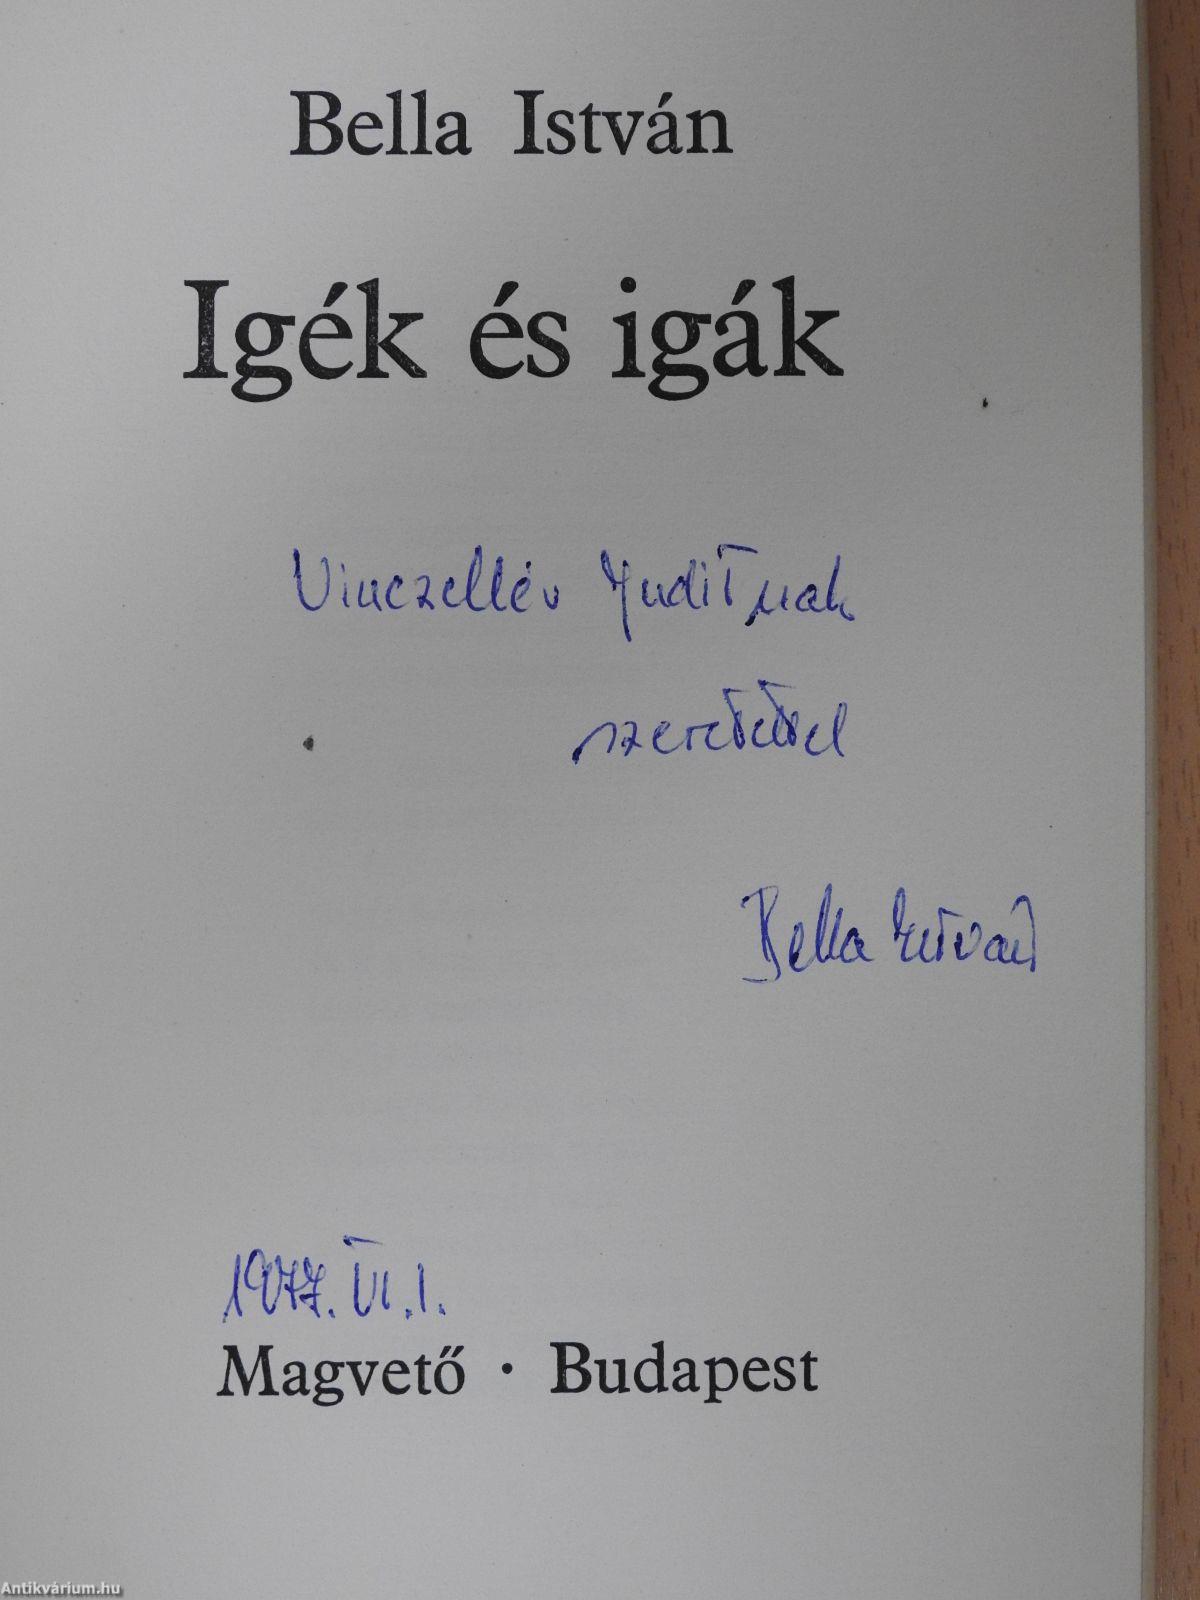 Bella István
Igék és igák
Vinczellér Juditnak
szeretettel
Bella István
1977. VI. 1.
Magvető · Budapest
Antikvárium.hu